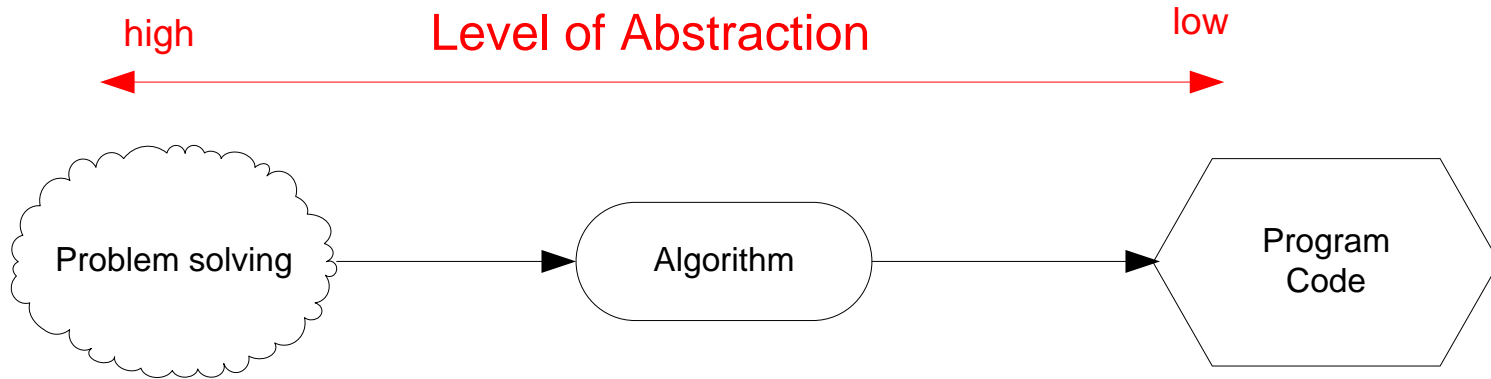 high
Level of Abstraction
low
Problem solving
Algorithm
Program
Code